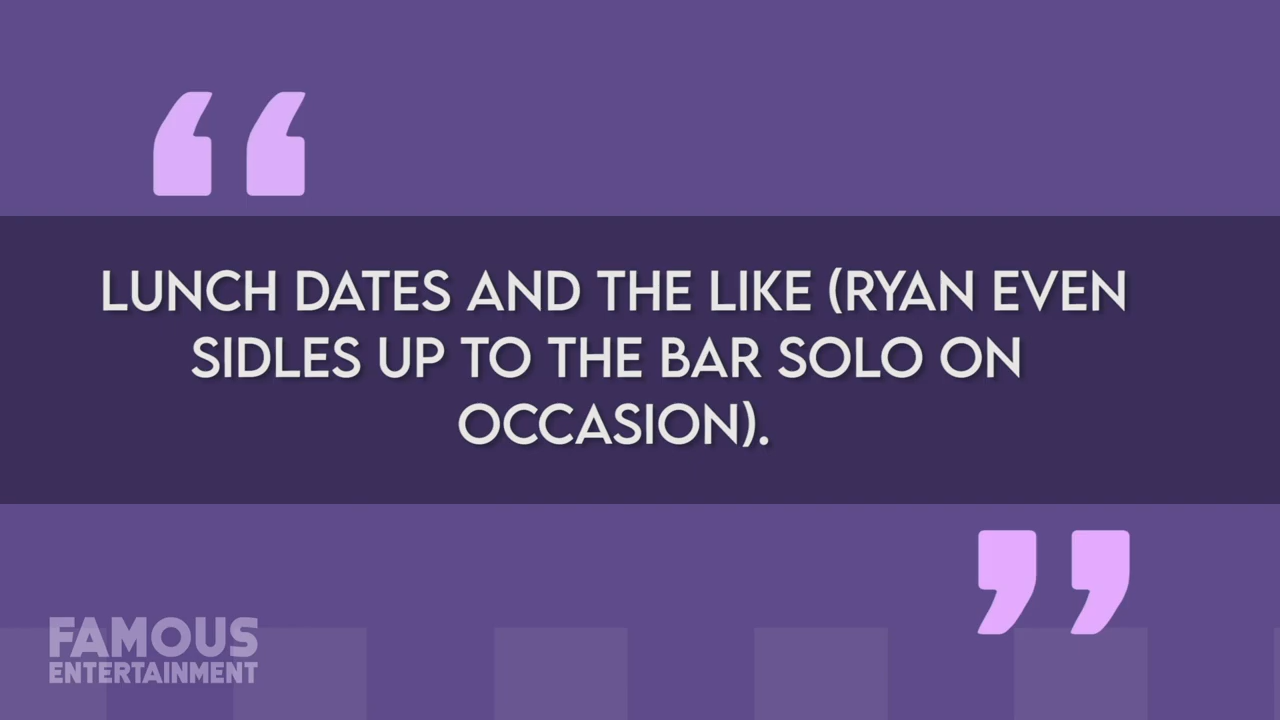 LUNCH DATES AND THE LIKE (RYAN EVEN
SIDLES UP TO THE BAR SOLO ON
OCCASION).
FAMOUS
ENTERTAINMENT